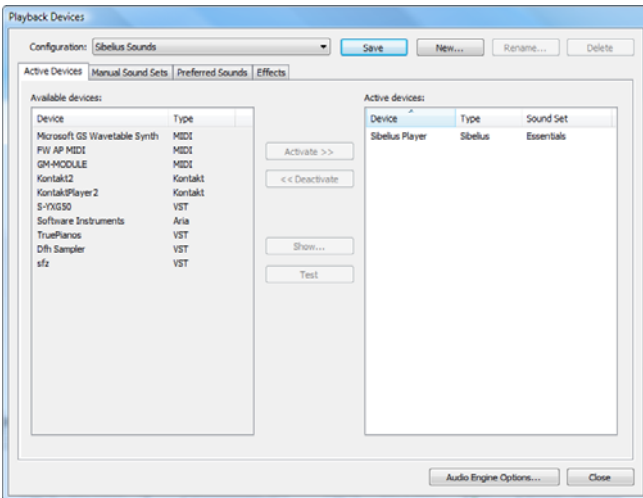 Playback Devices
Configuration: Sibelius Sounds Save New... Rename... Delete
Active Devices Manual Sound Sets Preferred Sounds Effects
Available devices:
Device Type
Microsoft GS Wavetable Synth MIDI
FW AP MIDI MIDI
GM-MODULE MIDI
Kontakt2 Kontakt
KontaktPlayer2 Kontakt
S-YXG50 VST
Software Instruments Aria
TruePianos VST
Dfh Sampler VST
sfz VST
Activate >>
<< Deactivate
Show...
Test
Active devices:
Device Type Sound Set
Sibelius Player Sibelius Essentials
Audio Engine Options... Close